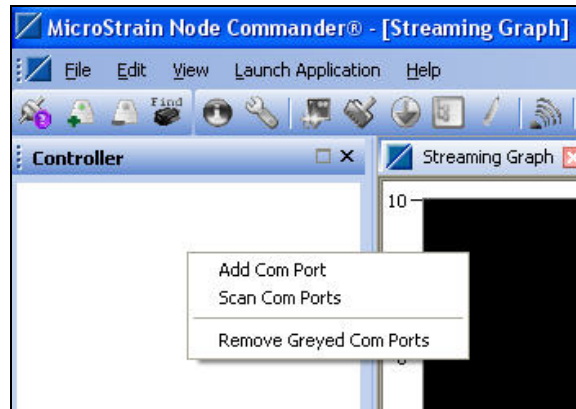 MicroStrain Node Commander® - [Streaming Graph]
File Edit View Launch Application Help
Find
Controller
Streaming Graph
10
Add Com Port
Scan Com Ports
Remove Greyed Com Ports